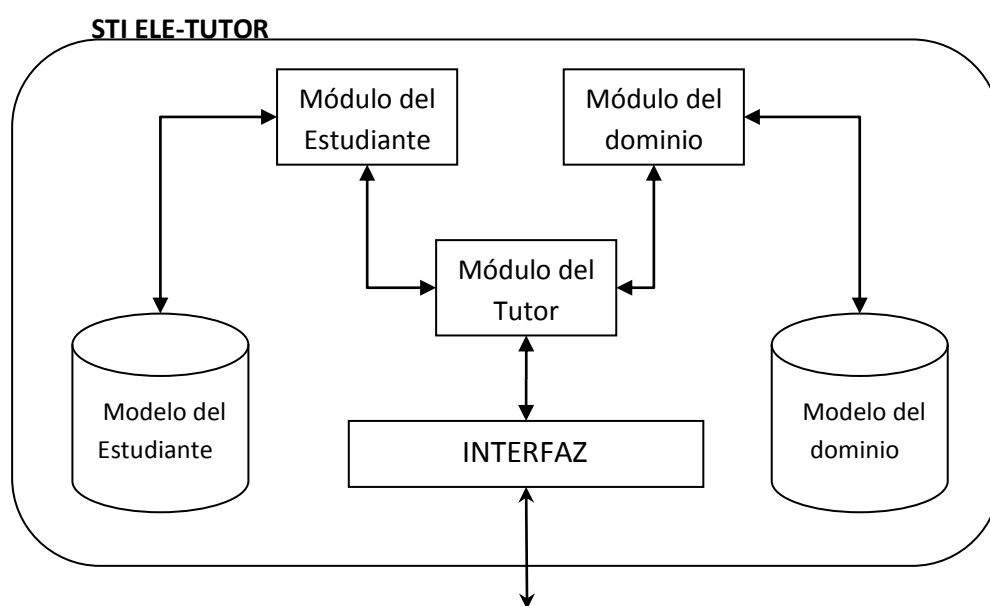 STI ELE-TUTOR
Módulo del
Estudiante
Módulo del
dominio
Módulo del
Tutor
Modelo del
Estudiante
INTERFAZ
Modelo del
dominio